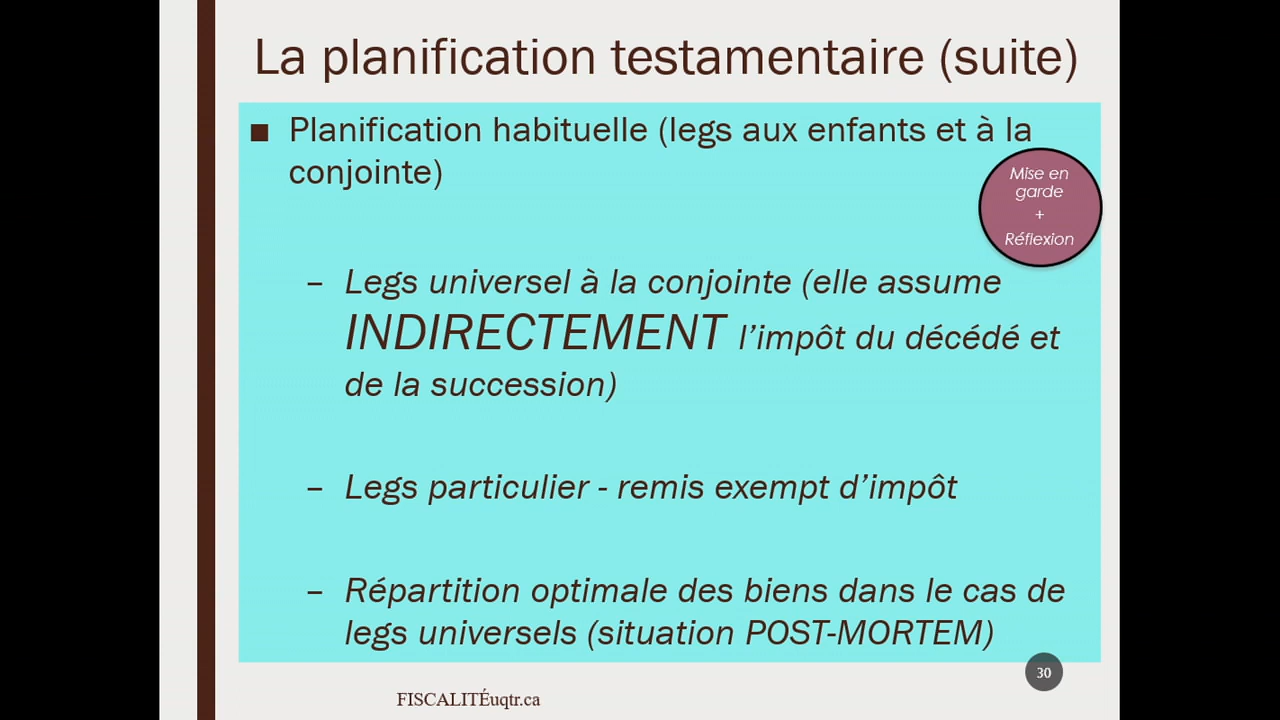 La planification testamentaire (suite)
■ Planification habituelle (legs aux enfants et à la
conjointe)
Mise en
garde
+
Réflexion
– Legs universel à la conjointe (elle assume
INDIRECTEMENT l’impôt du décédé et
de la succession)
– Legs particulier - remis exempt d’impôt
– Répartition optimale des biens dans le cas de
legs universels (situation POST-MORTEM)
30
FISCALITÉuqtr.ca